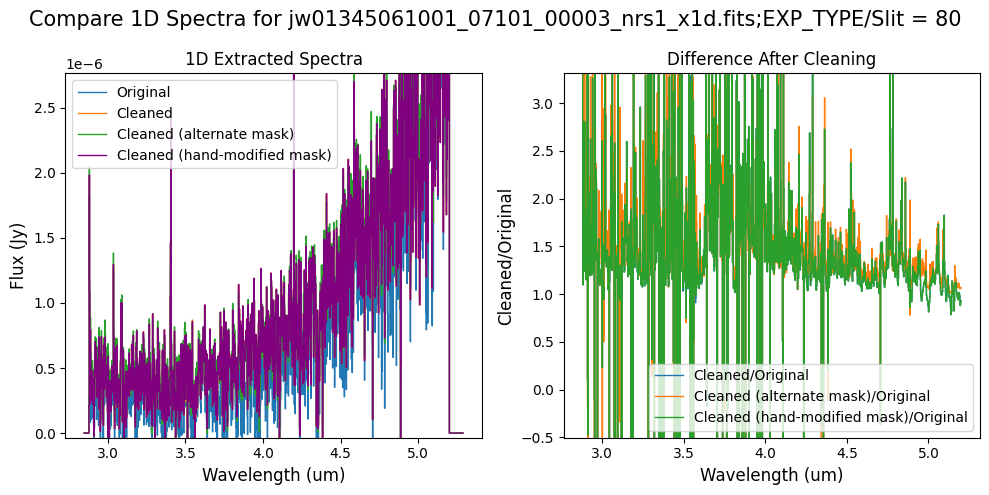 Compare 1D Spectra for jw01345061001_07101_00003_nrs1_x1d.fits;EXP_TYPE/Slit = 80
1D Extracted Spectra
1e−6
Original
Cleaned
Cleaned (alternate mask)
Cleaned (hand-modified mask)
2.5
2.0
1.5
1.0
0.5
0.0
Flux (Jy)
3.0 3.5 4.0 4.5 5.0
Wavelength (um)
Difference After Cleaning
3.0
2.5
2.0
1.5
1.0
0.5
0.0
−0.5
Cleaned/Original
Cleaned/Original
Cleaned (alternate mask)/Original
Cleaned (hand-modified mask)/Original
3.0 3.5 4.0 4.5 5.0
Wavelength (um)